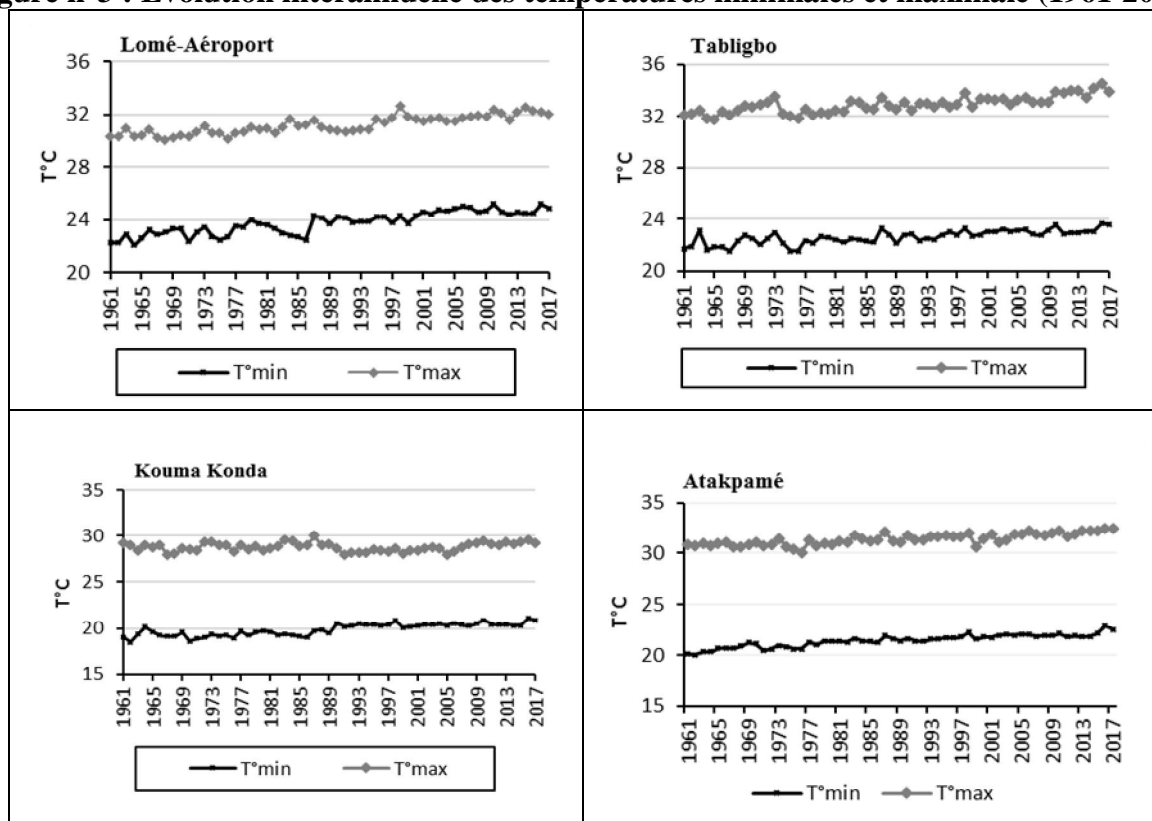 Evolution interannuelle des températures minimales et maximale (1961-20
Lomé-Aéroport
T°C
36
32
28
24
20
1961 1965 1969 1973 1977 1981 1985 1989 1993 1997 2001 2005 2009 2013 2017
T°min T°max
Tabligbo
T°C
36
32
28
24
20
1961 1965 1969 1973 1977 1981 1985 1989 1993 1997 2001 2005 2009 2013 2017
T°min T°max
Kouma Konda
T°C
35
30
25
20
15
1961 1965 1969 1973 1977 1981 1985 1989 1993 1997 2001 2005 2009 2013 2017
T°min T°max
Atakpamé
T°C
35
30
25
20
15
1961 1965 1969 1973 1977 1981 1985 1989 1993 1997 2001 2005 2009 2013 2017
T°min T°max